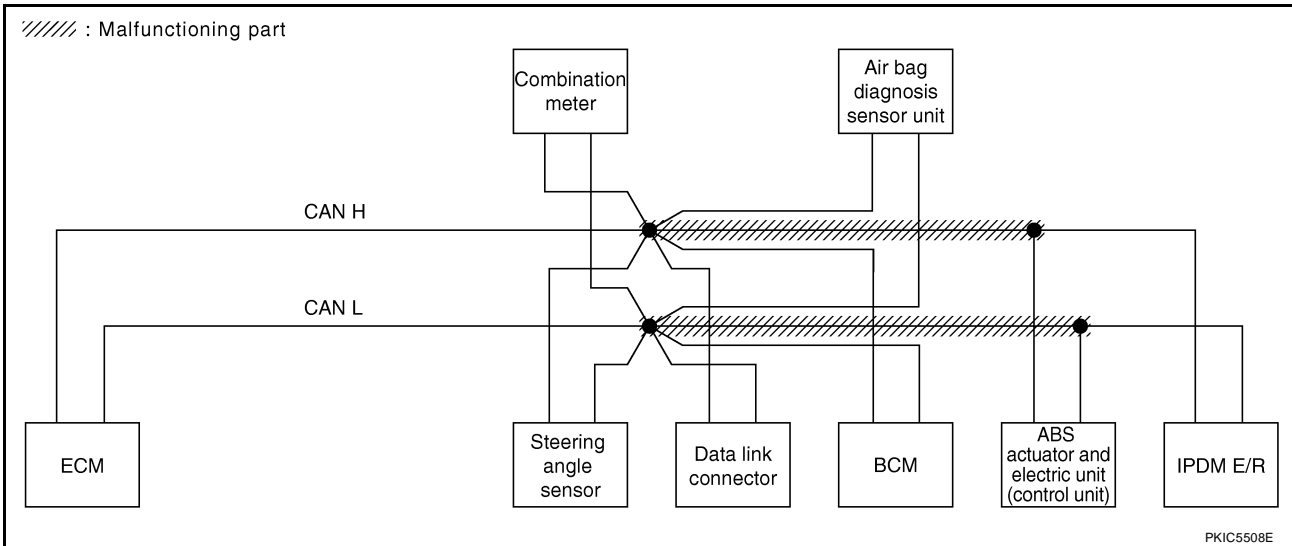 : Malfunctioning part
Combination
meter
Air bag
diagnosis
sensor unit
CAN H
CAN L
ECM
Steering
angle
sensor
Data link
connector
BCM
ABS
actuator and
electric unit
(control unit)
IPDM E/R
PKIC5508E